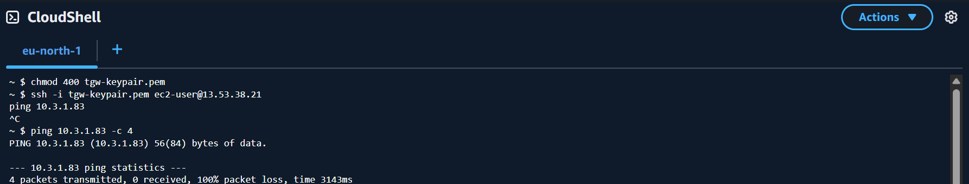 CloudShell
Actions
eu-north-1
+
~ $ chmod 400 tgw-keypair.pem
~ $ ssh -i tgw-keypair.pem ec2-user@13.53.38.21
ping 10.3.1.83
^C
~ $ ping 10.3.1.83 -c 4
PING 10.3.1.83 (10.3.1.83) 56(84) bytes of data.
--- 10.3.1.83 ping statistics ---
4 packets transmitted, 0 received, 100% packet loss, time 3143ms